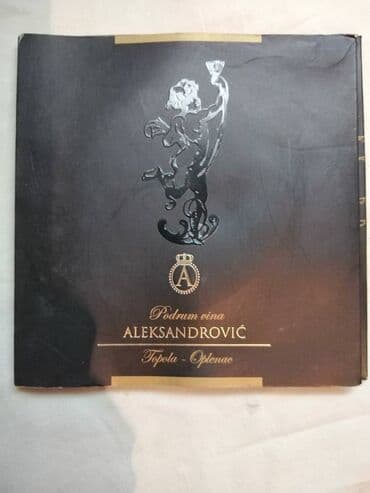 A
Podrum vina
ALEKSANDROVIĆ
Topola - Oplenac